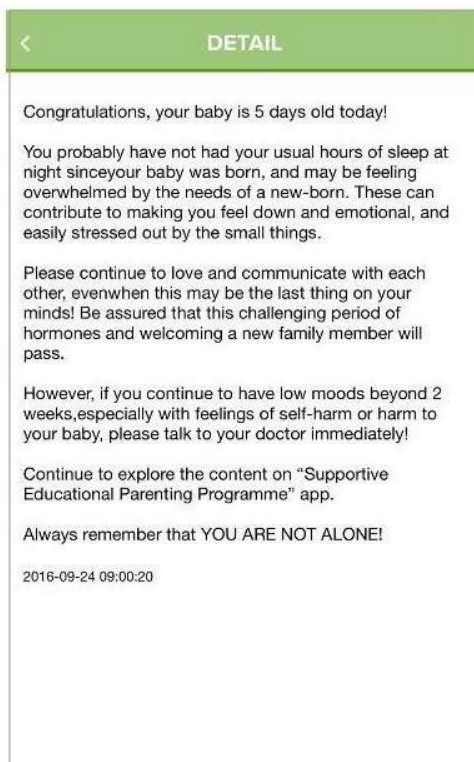 DETAIL
Congratulations, your baby is 5 days old today!
You probably have not had your usual hours of sleep at
night sinceyour baby was born, and may be feeling
overwhelmed by the needs of a new-born. These can
contribute to making you feel down and emotional, and
easily stressed out by the small things.
Please continue to love and communicate with each
other, evenwhen this may be the last thing on your
minds! Be assured that this challenging period of
hormones and welcoming a new family member will
pass.
However, if you continue to have low moods beyond 2
weeks,especially with feelings of self-harm or harm to
your baby, please talk to your doctor immediately!
Continue to explore the content on “Supportive
Educational Parenting Programme” app.
Always remember that YOU ARE NOT ALONE!
2016-09-24 09:00:20